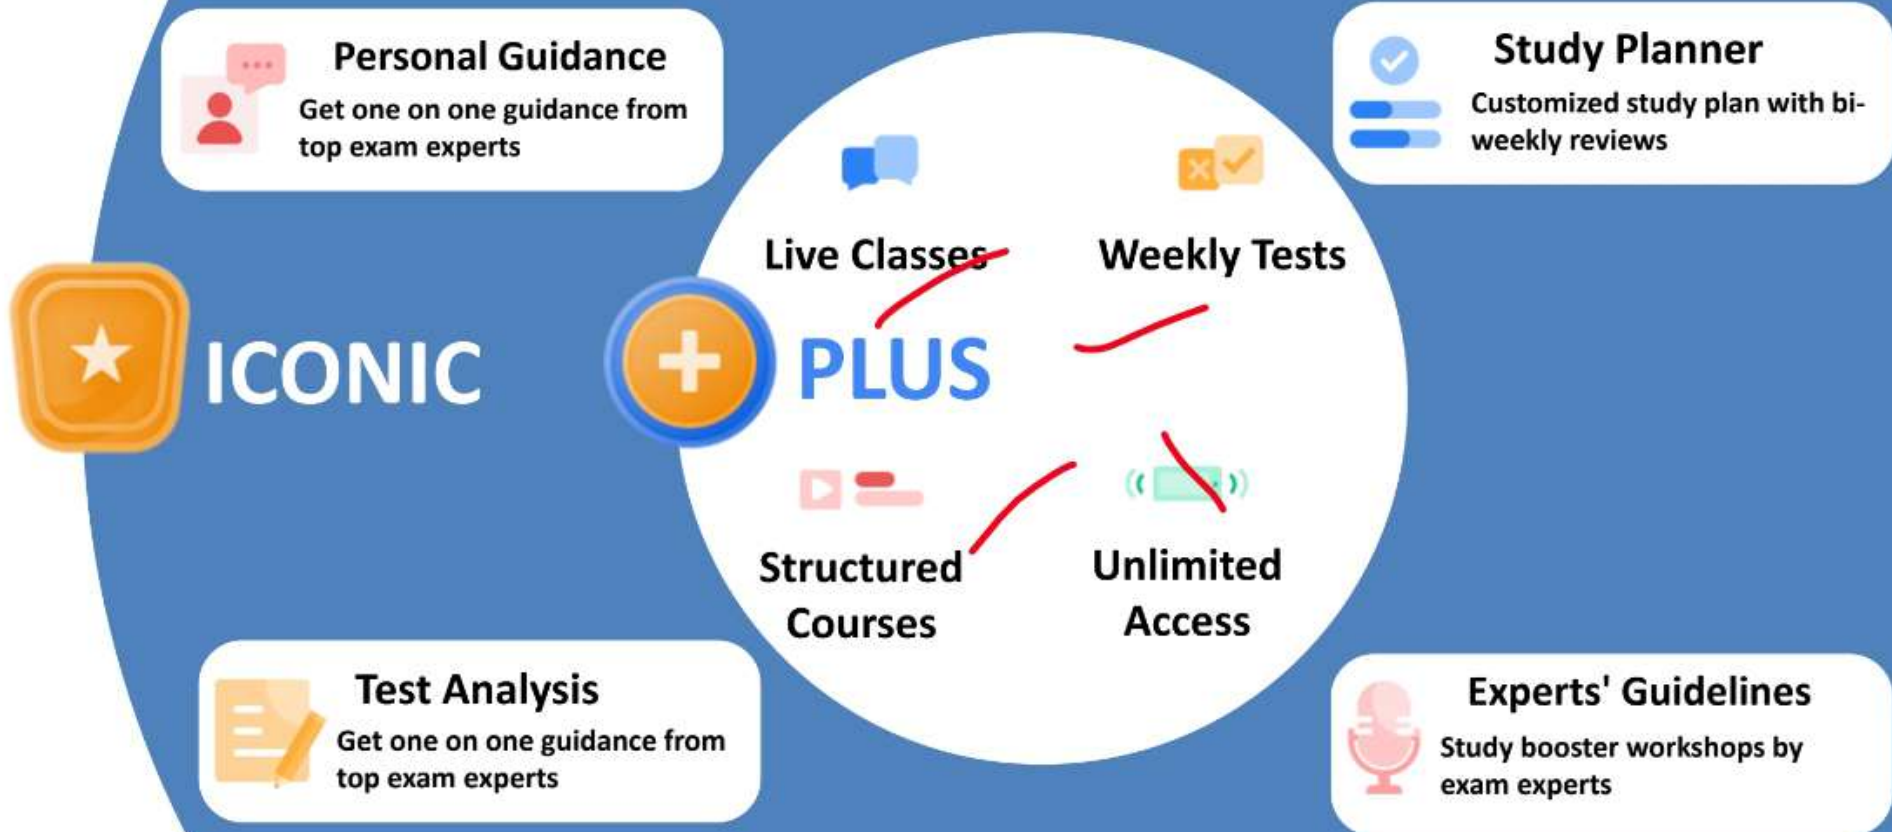 Personal Guidance
Get one on one guidance from
top exam experts
Study Planner
Customized study plan with bi-
weekly reviews
Live Classes
Weekly Tests
ICONIC
PLUS
Structured
Courses
Unlimited
Access
Test Analysis
Get one on one guidance from
top exam experts
Experts' Guidelines
Study booster workshops by
exam experts